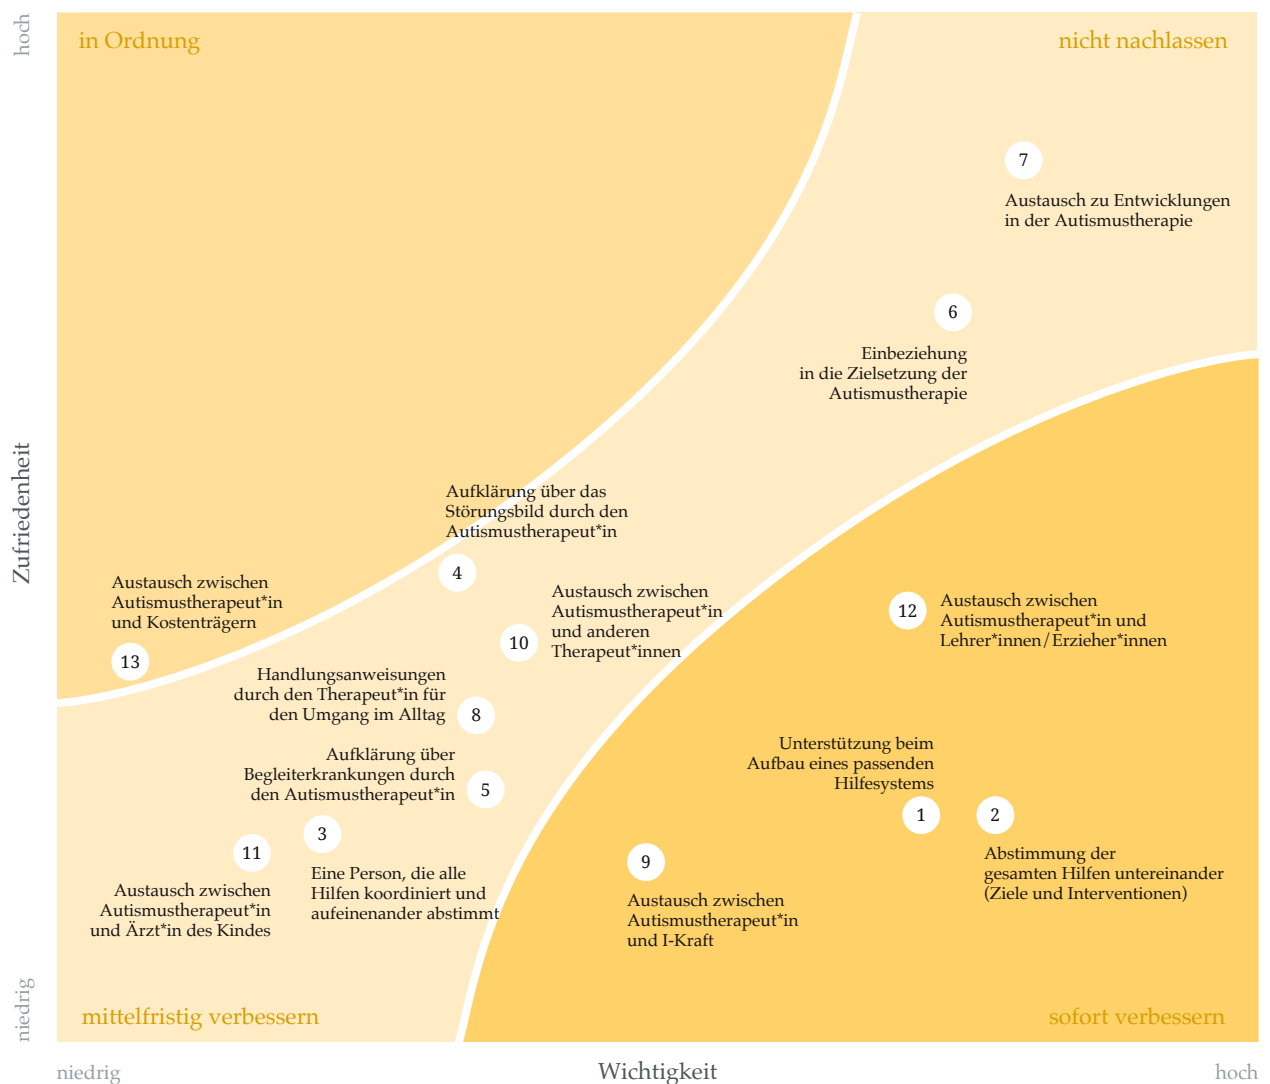 hoch
in Ordnung
nicht nachlassen
7
Austausch zu Entwicklungen
in der Autismustherapie
6
Einbeziehung
in die Zielsetzung der
Autismustherapie
Zufriedenheit
Aufklärung über das
Störungsbild durch den
Autismustherapeut*in
4
Austausch zwischen
Autismustherapeut*in
und Kostenträgern
13
Austausch zwischen
Autismustherapeut*in
und anderen
Therapeut*innen
10
12
Austausch zwischen
Autismustherapeut*in und
Lehrer*innen/Erzieher*innen
Handlungsanweisungen
durch den Therapeut*in für
den Umgang im Alltag
8
Aufklärung über
Begleiterkrankungen durch
den Autismustherapeut*in
5
Unterstützung beim
Aufbau eines passenden
Hilfesystems
1
2
Abstimmung der
gesamten Hilfen untereinander
(Ziele und Interventionen)
3
Eine Person, die alle
Hilfen koordiniert und
aufeinenander abstimmt
11
Austausch zwischen
Autismustherapeut*in
und Ärzt*in des Kindes
9
Austausch zwischen
Autismustherapeut*in
und I-Kraft
niedrig
mittelfristig verbessern
sofort verbessern
niedrig
Wichtigkeit
hoch